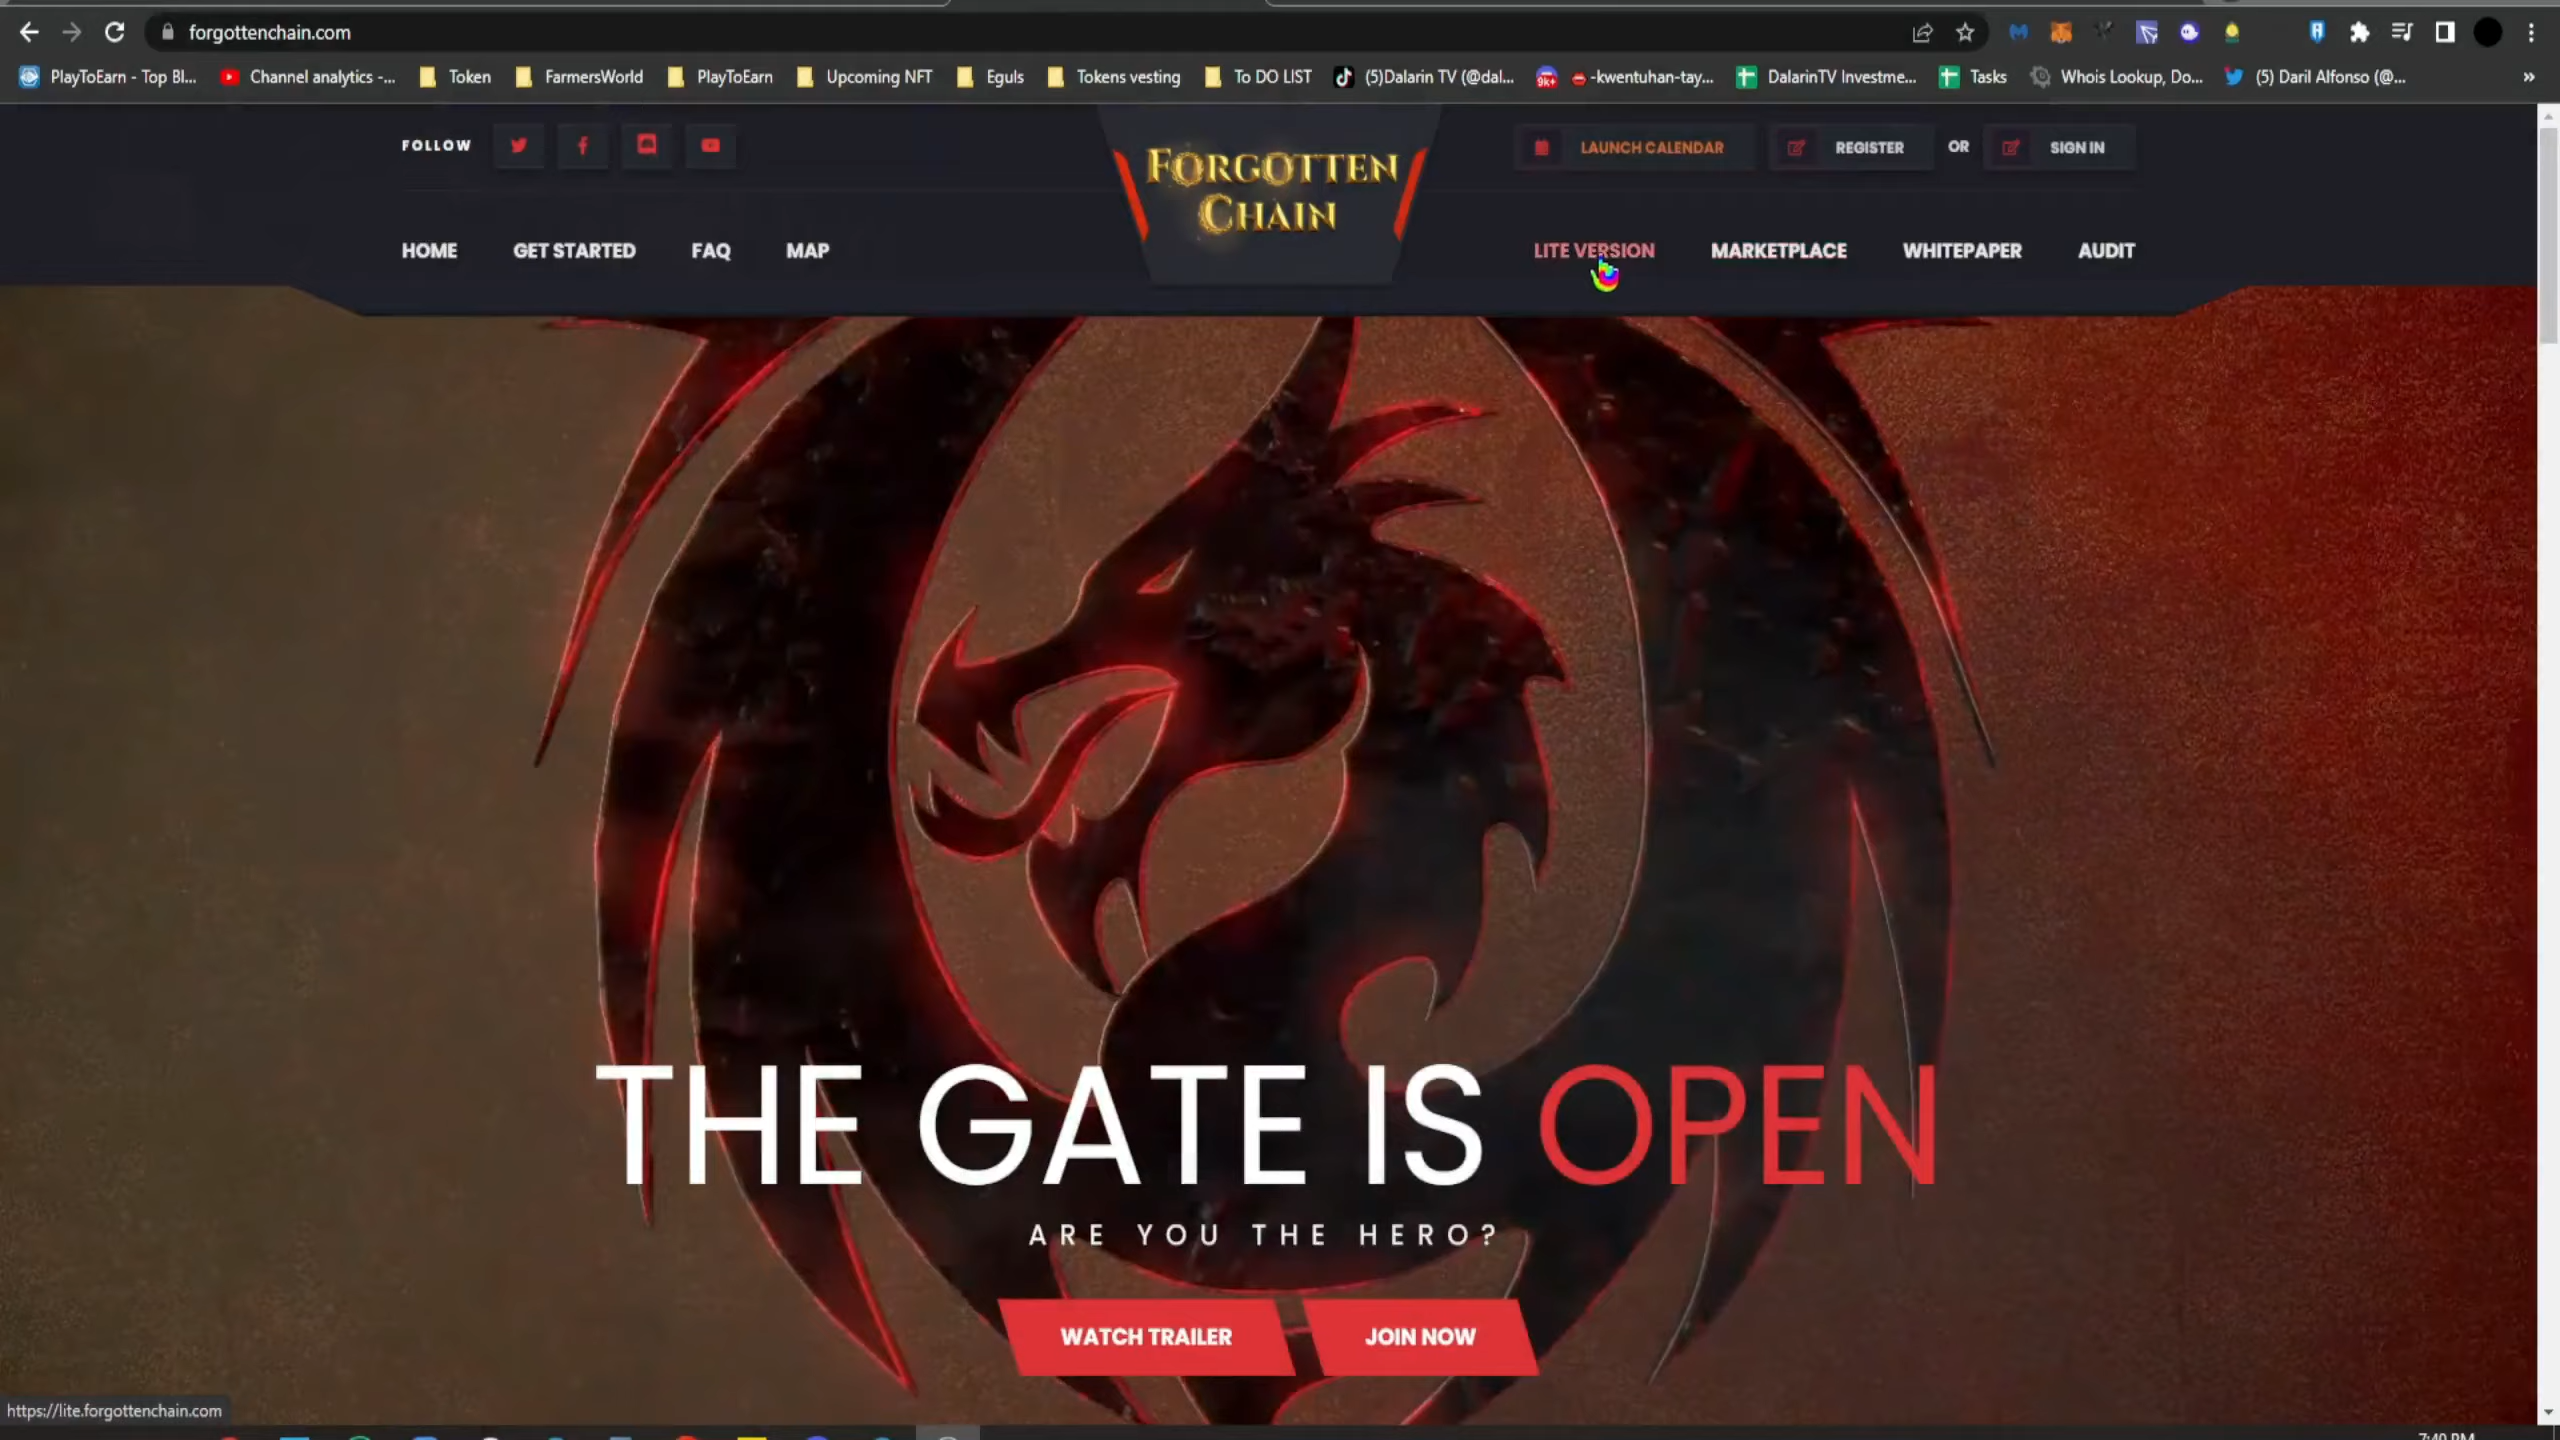 forgottenchain.com
PlayToEarn - Top Bl...
Channel analytics -...
Token
FarmersWorld
PlayToEarn
Upcoming NFT
Eguls
Tokens vesting
To DO LIST
(5)Dalarin TV (@dal...
9K+
-kwentuhan-tay...
DalarinTV Investme...
Tasks
Whois Lookup, Do...
(5) Daril Alfonso (@...
»
FOLLOW
FORGOTTEN
CHAIN
LAUNCH CALENDAR
REGISTER
OR
SIGN IN
HOME
GET STARTED
FAQ
MAP
LITE VERSION
MARKETPLACE
WHITEPAPER
AUDIT
THE GATE IS OPEN
ARE YOU THE HERO?
WATCH TRAILER
JOIN NOW
https://lite.forgottenchain.com